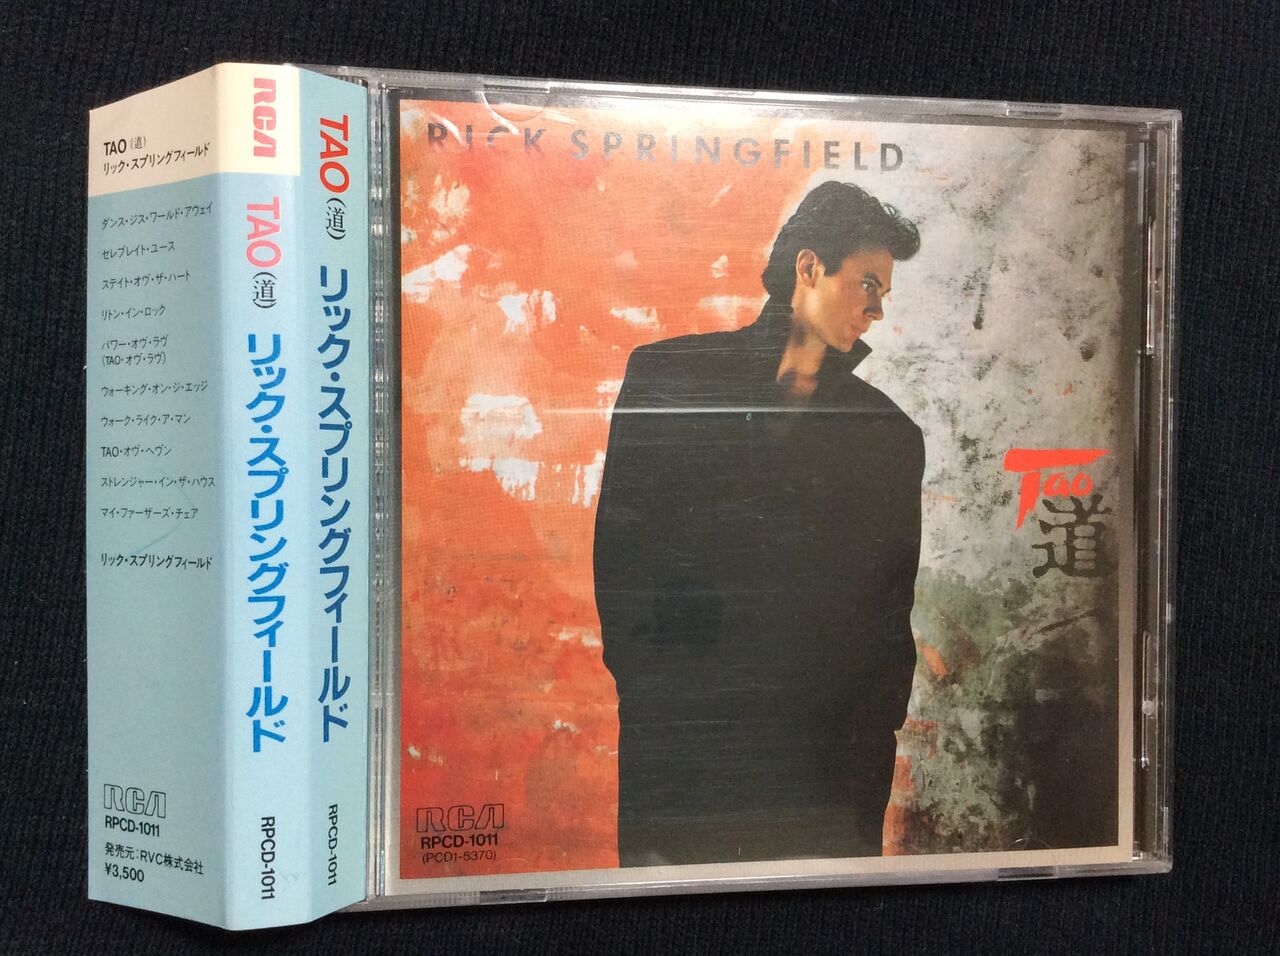 TAO(道)
リック・スプリングフィールド
ダンス・ジス・ワールド・アウェイ
セレブレイト・ユース
ステイト・オヴ・ザ・ハート
リトン・イン・ロック
パワー・オヴ・ラヴ
(TAO・オヴ・ラヴ)
ウォーキング・オン・ジ・エッジ
ウォーク・ライク・ア・マン
TAO・オヴ・ヘヴン
ストレンジャー・イン・ザ・ハウス
マイ・ファーザーズ・チェア
リック・スプリングフィールド
RCA
RPCD-1011
発売元:RVC株式会社
¥3,500
RCA
TAO(道) リック・スプリングフィールド
RPCD-1011
TAO(道) リック・スプリングフィールド
RPCD-1011
RICK SPRINGFIELD
Tao
道
RCA
RPCD-1011
(PCD1-5370)